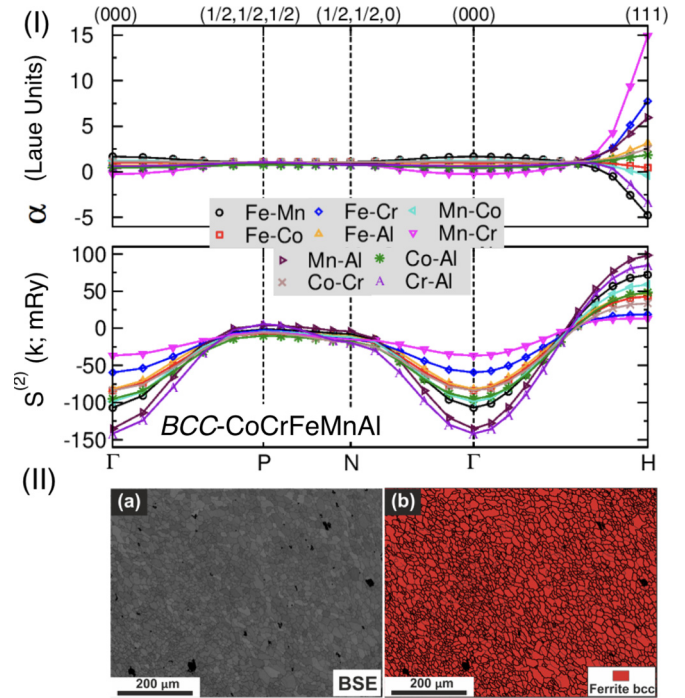 (I)
(000) (1/2,1/2,1/2) (1/2,1/2,0) (000) (111)
15
10
5
0
-5
α (Laue Units)
Fe-Mn Fe-Cr Mn-Co
Fe-Co Fe-Al Mn-Cr
Mn-Al Co-Al
Co-Cr Cr-Al
100
50
0
-50
-100
-150
S(2) (k; mRy)
BCC-CoCrFeMnAl
Γ P N Γ H
(II)
(a) (b)
200 μm BSE 200 μm Ferrite bcc